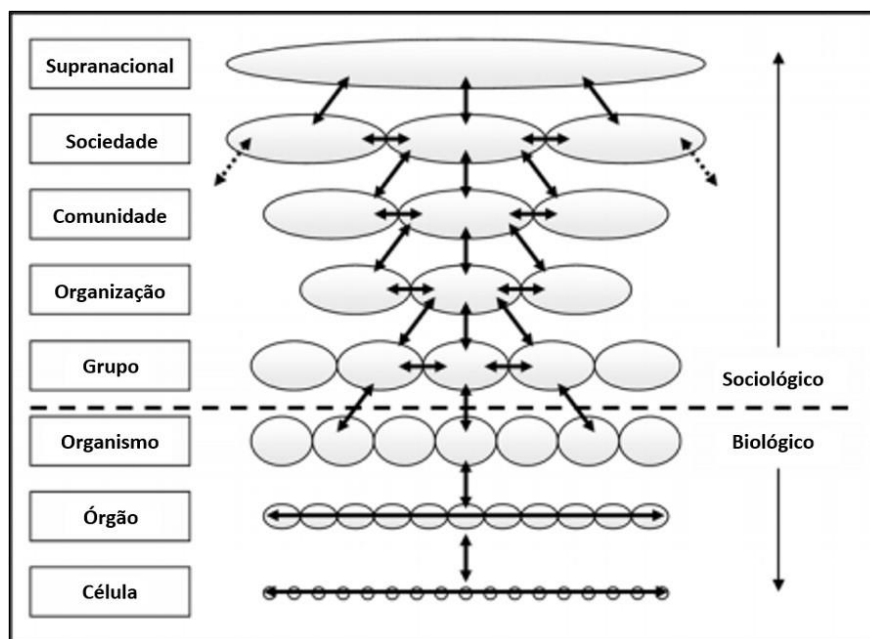 Supranacional
Sociedade
Comunidade
Organização
Grupo
Sociológico
Organismo
Biológico
Órgão
Célula